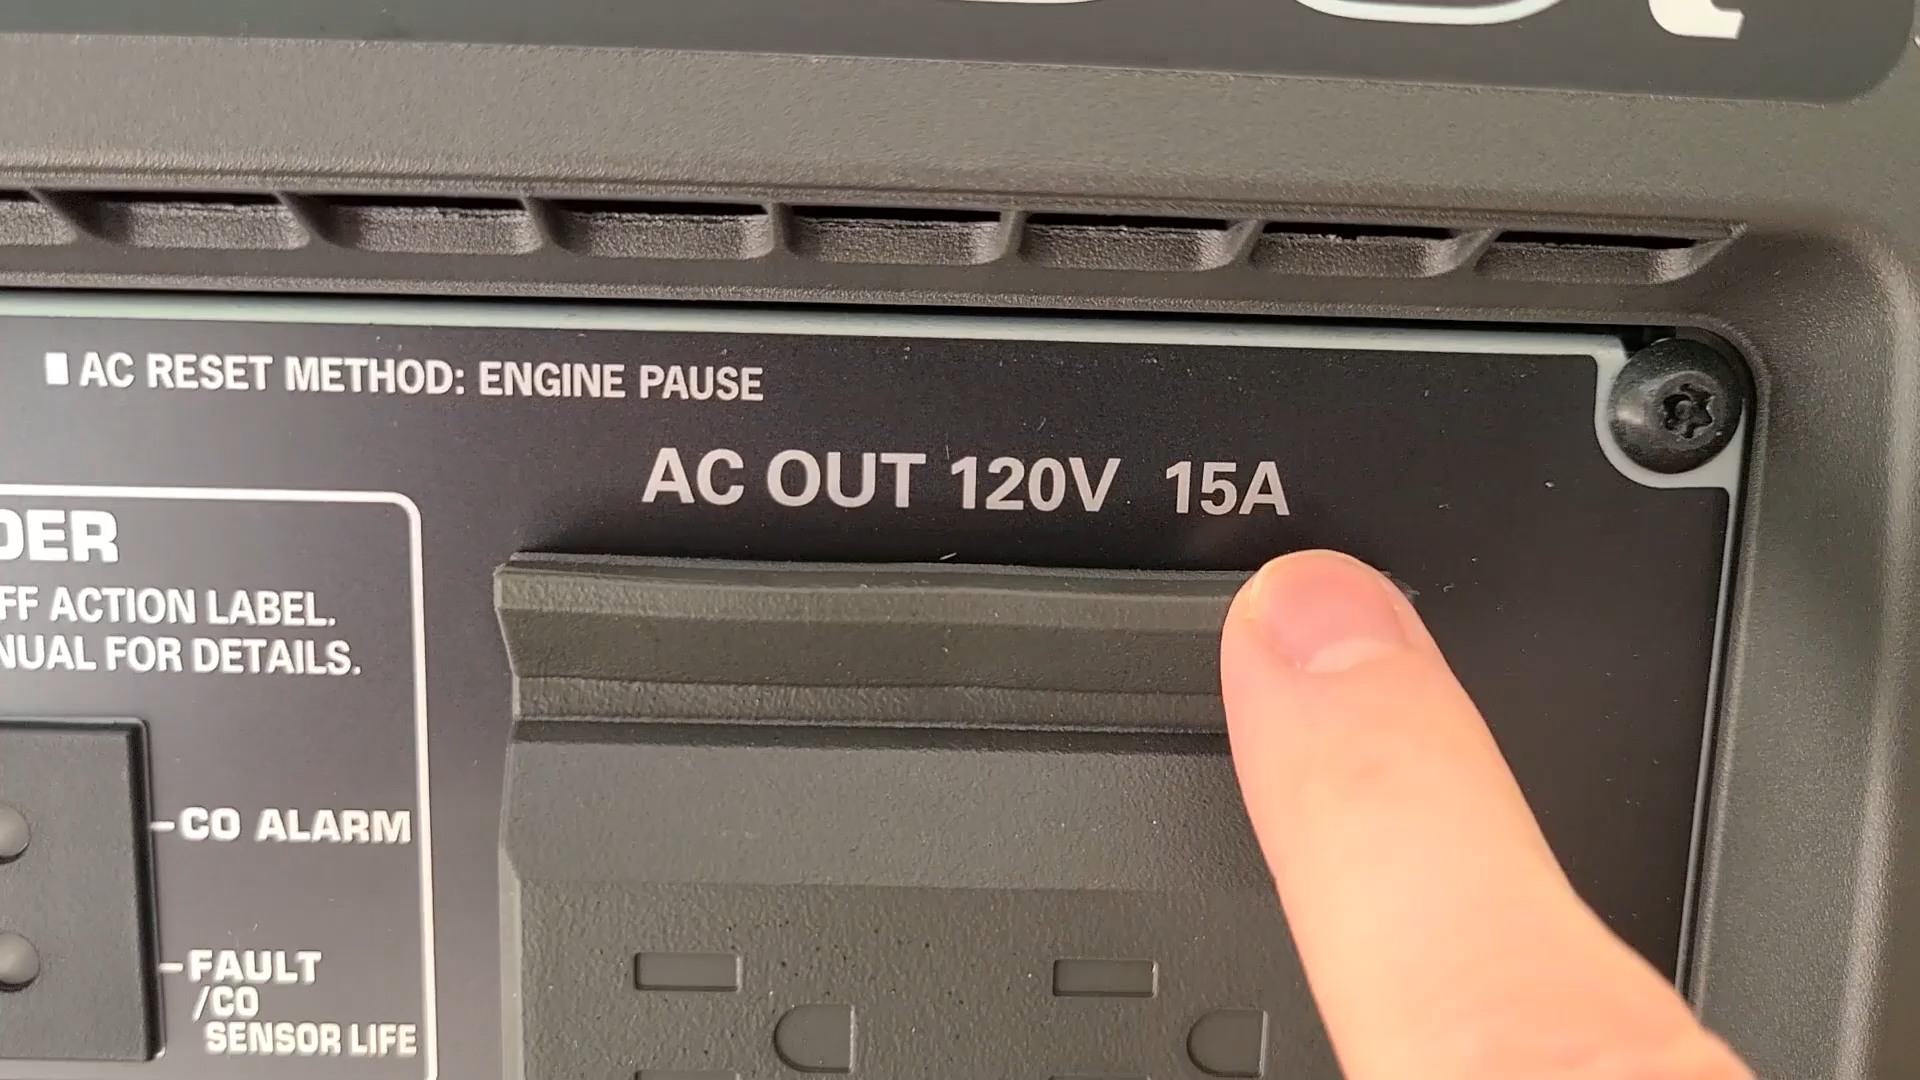 AC RESET METHOD: ENGINE PAUSE
AC OUT 120V 15A
DER
FF ACTION LABEL.
NUAL FOR DETAILS.
CO ALARM
FAULT
/CO
SENSOR LIFE